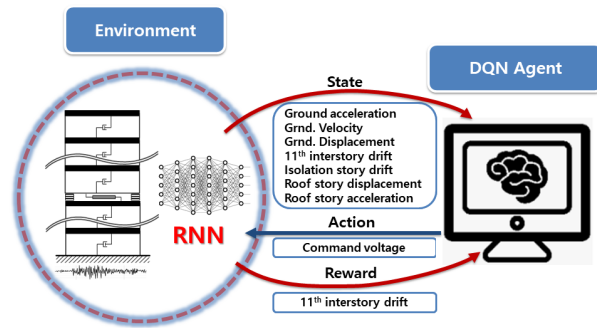 Environment
DQN Agent
State
Ground acceleration
Grnd. Velocity
Grnd. Displacement
11th interstory drift
Isolation story drift
Roof story displacement
Roof story acceleration
RNN
Action
Command voltage
Reward
11th interstory drift